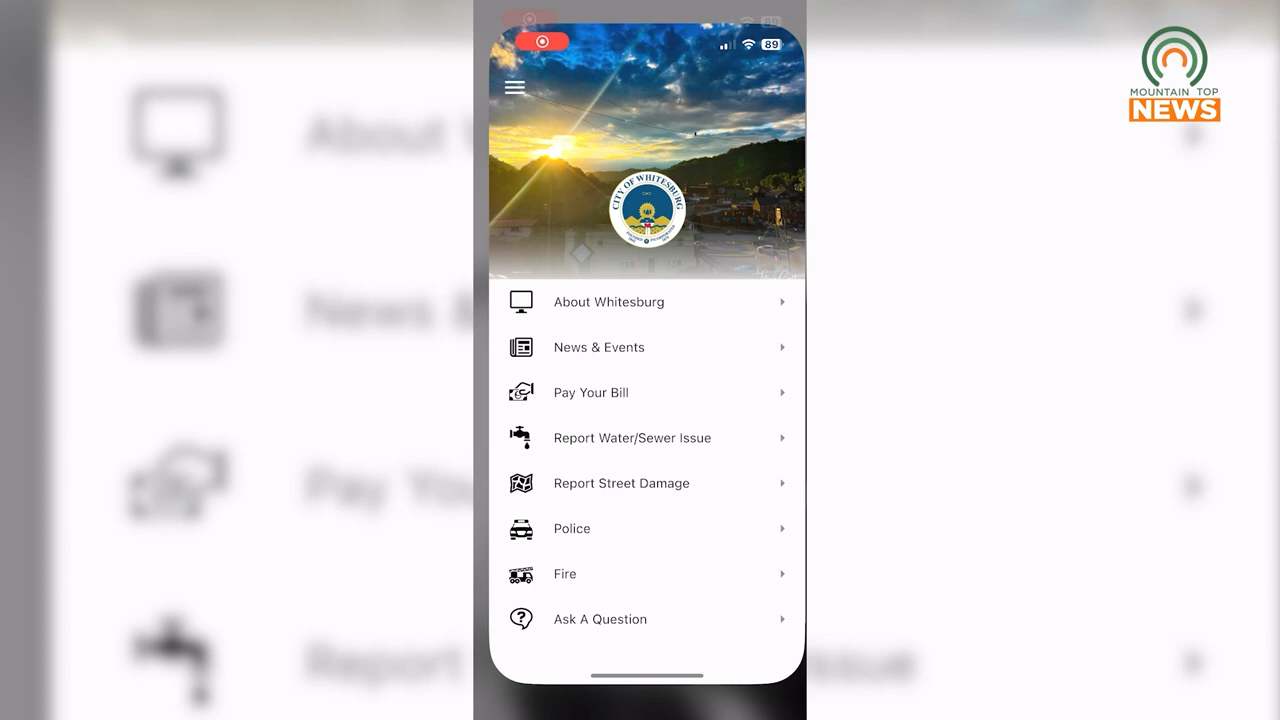 89
MOUNTAIN TOP
NEWS
CITY OF WHITESBURG
About Whitesburg
News & Events
Pay Your Bill
Report Water/Sewer Issue
Report Street Damage
Police
Fire
Ask A Question